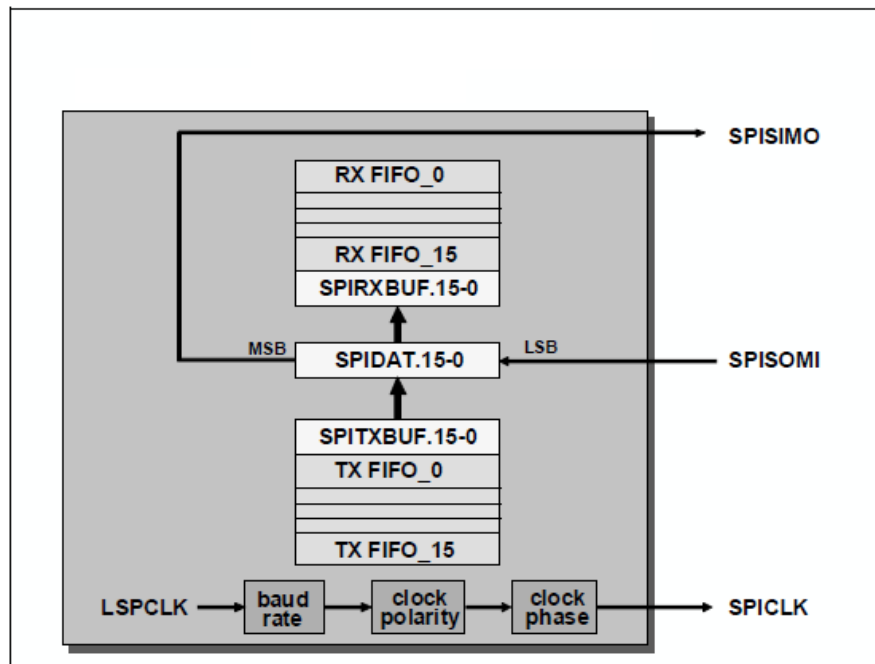 SPISIMO
RX FIFO_0
RX FIFO_15
SPIRXBUF.15-0
MSB
SPIDAT.15-0
LSB
SPISOMI
SPITXBUF.15-0
TX FIFO_0
TX FIFO_15
LSPCLK
baud
rate
clock
polarity
clock
phase
SPICLK